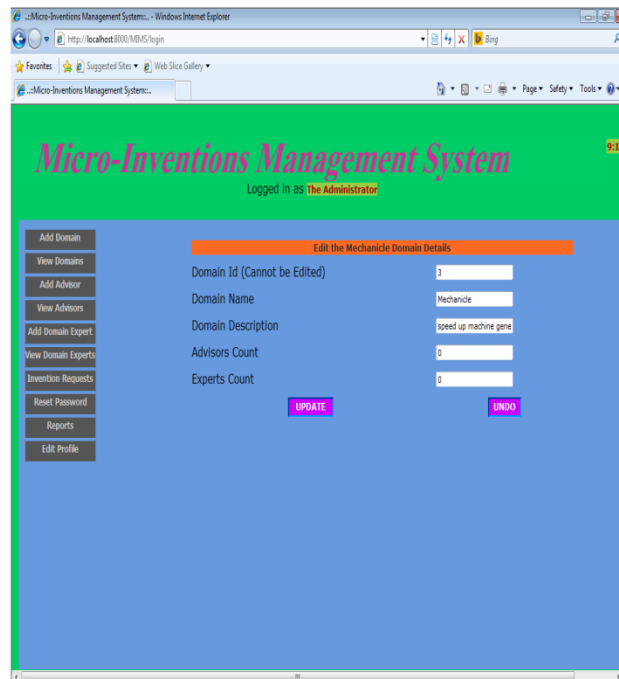 ..::Micro-Inventions Management System::.. - Windows Internet Explorer
http://localhost:8000/MIMS/login
Bing
Favorites Suggested Sites Web Slice Gallery
..::Micro-Inventions Management System::..
Page Safety Tools
Micro-Inventions Management System
9:1
Logged in as The Administrator
Add Domain
View Domains
Add Advisor
View Advisors
Add Domain Expert
View Domain Experts
Invention Requests
Reset Password
Reports
Edit Profile
Edit the Mechanicle Domain Details
Domain Id (Cannot be Edited) 3
Domain Name Mechanicle
Domain Description speed up machine gene
Advisors Count 0
Experts Count 0
UPDATE UNDO